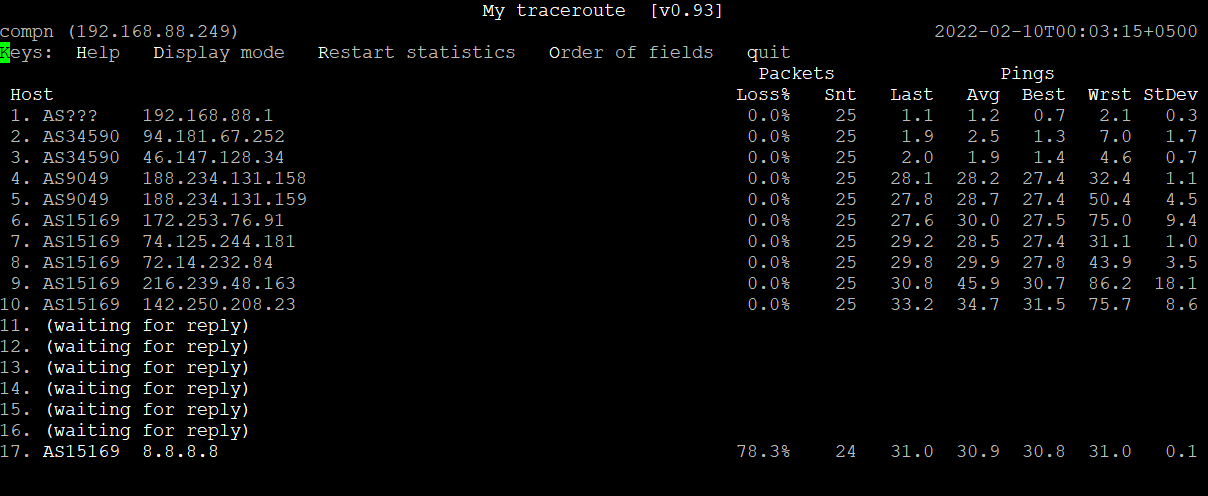 My traceroute  [v0.93]
compn (192.168.88.249) 2022-02-10T00:03:15+0500
Keys:  Help   Display mode   Restart statistics   Order of fields   quit
Packets Pings
Host Loss% Snt Last Avg Best Wrst StDev
1. AS??? 192.168.88.1 0.0% 25 1.1 1.2 0.7 2.1 0.3
2. AS34590 94.181.67.252 0.0% 25 1.9 2.5 1.3 7.0 1.7
3. AS34590 46.147.128.34 0.0% 25 2.0 1.9 1.4 4.6 0.7
4. AS9049 188.234.131.158 0.0% 25 28.1 28.2 27.4 32.4 1.1
5. AS9049 188.234.131.159 0.0% 25 27.8 28.7 27.4 50.4 4.5
6. AS15169 172.253.76.91 0.0% 25 27.6 30.0 27.5 75.0 9.4
7. AS15169 74.125.244.181 0.0% 25 29.2 28.5 27.4 31.1 1.0
8. AS15169 72.14.232.84 0.0% 25 29.8 29.9 27.8 43.9 3.5
9. AS15169 216.239.48.163 0.0% 25 30.8 45.9 30.7 86.2 18.1
10. AS15169 142.250.208.23 0.0% 25 33.2 34.7 31.5 75.7 8.6
11. (waiting for reply)
12. (waiting for reply)
13. (waiting for reply)
14. (waiting for reply)
15. (waiting for reply)
16. (waiting for reply)
17. AS15169 8.8.8.8 78.3% 24 31.0 30.9 30.8 31.0 0.1